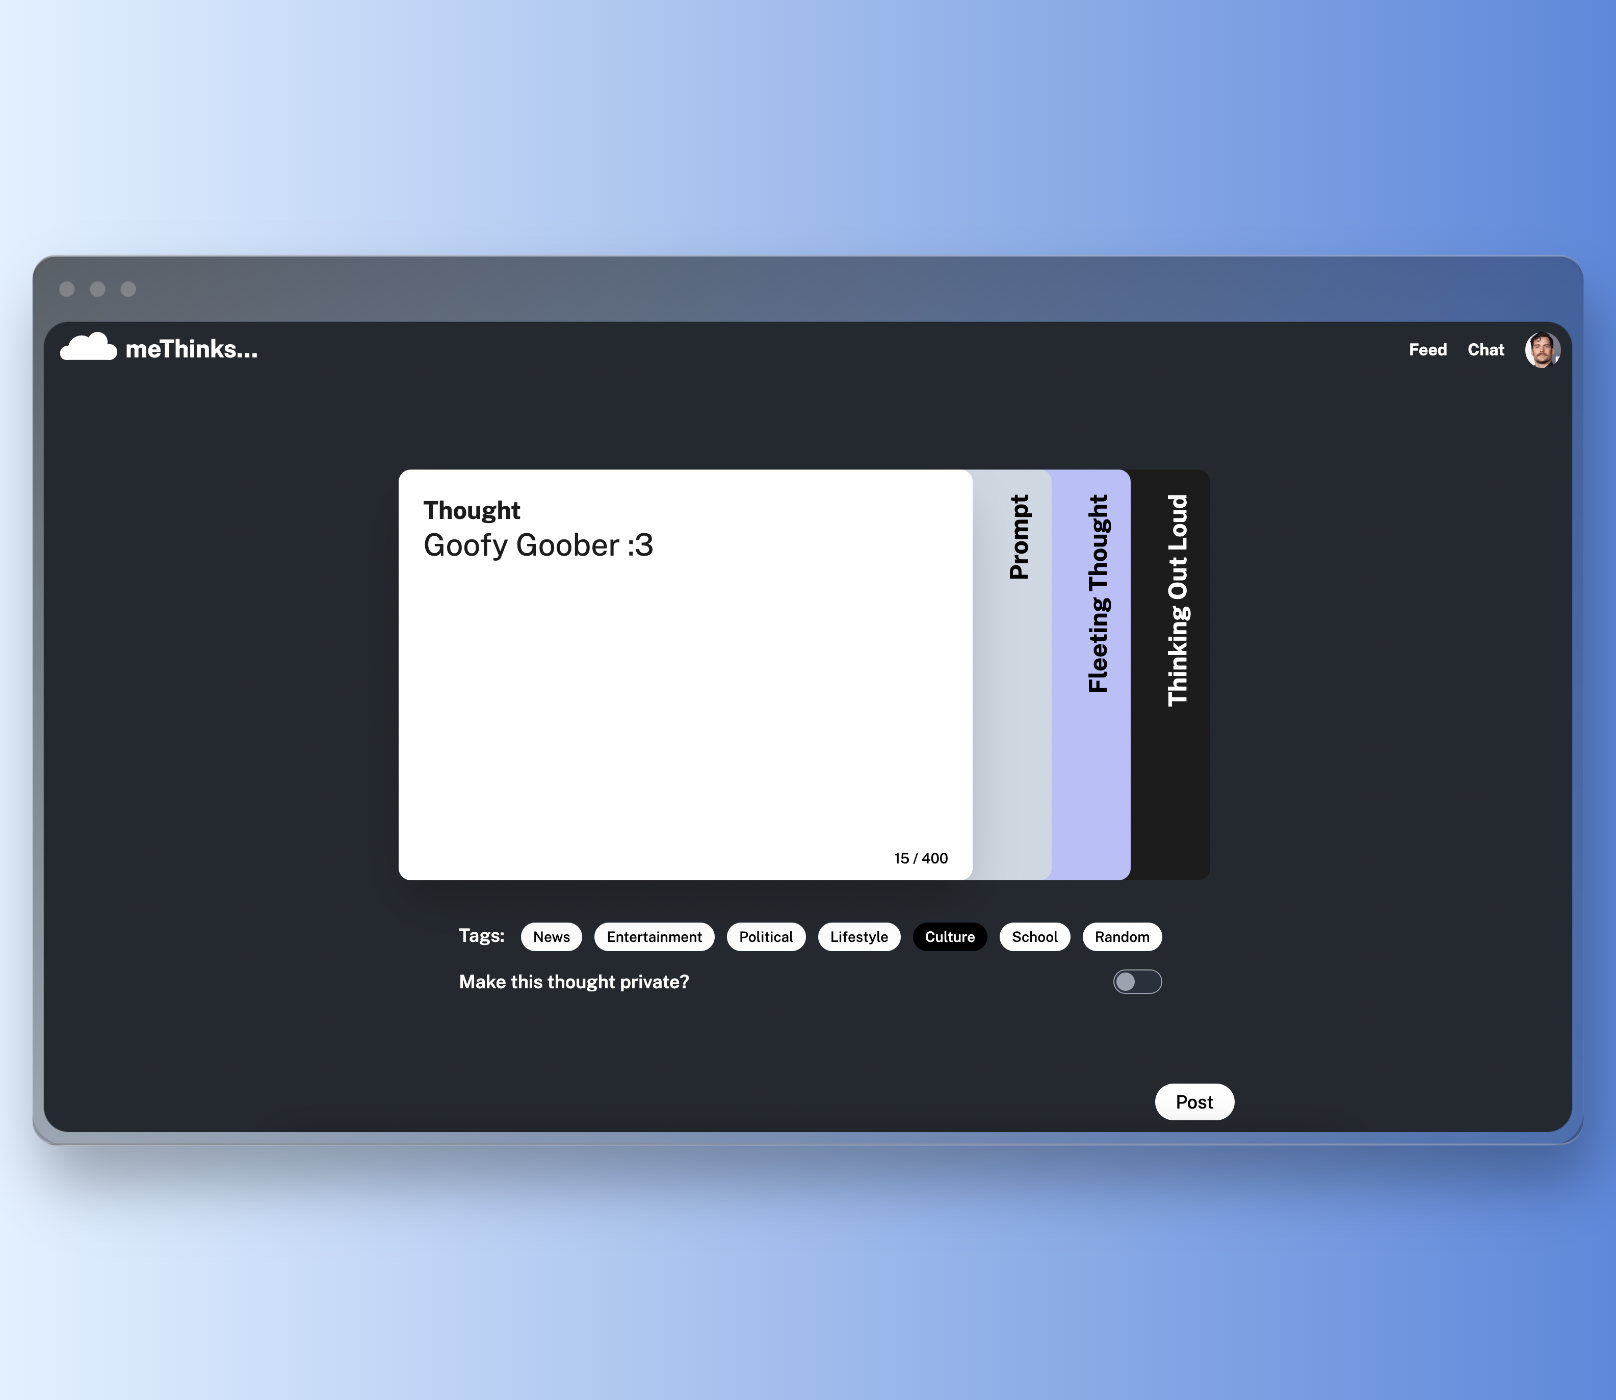 meThinks...
Feed
Chat
Thought
Goofy Goober :3
15 / 400
Prompt
Fleeting Thought
Thinking Out Loud
Tags: News Entertainment Political Lifestyle Culture School Random
Make this thought private?
Post